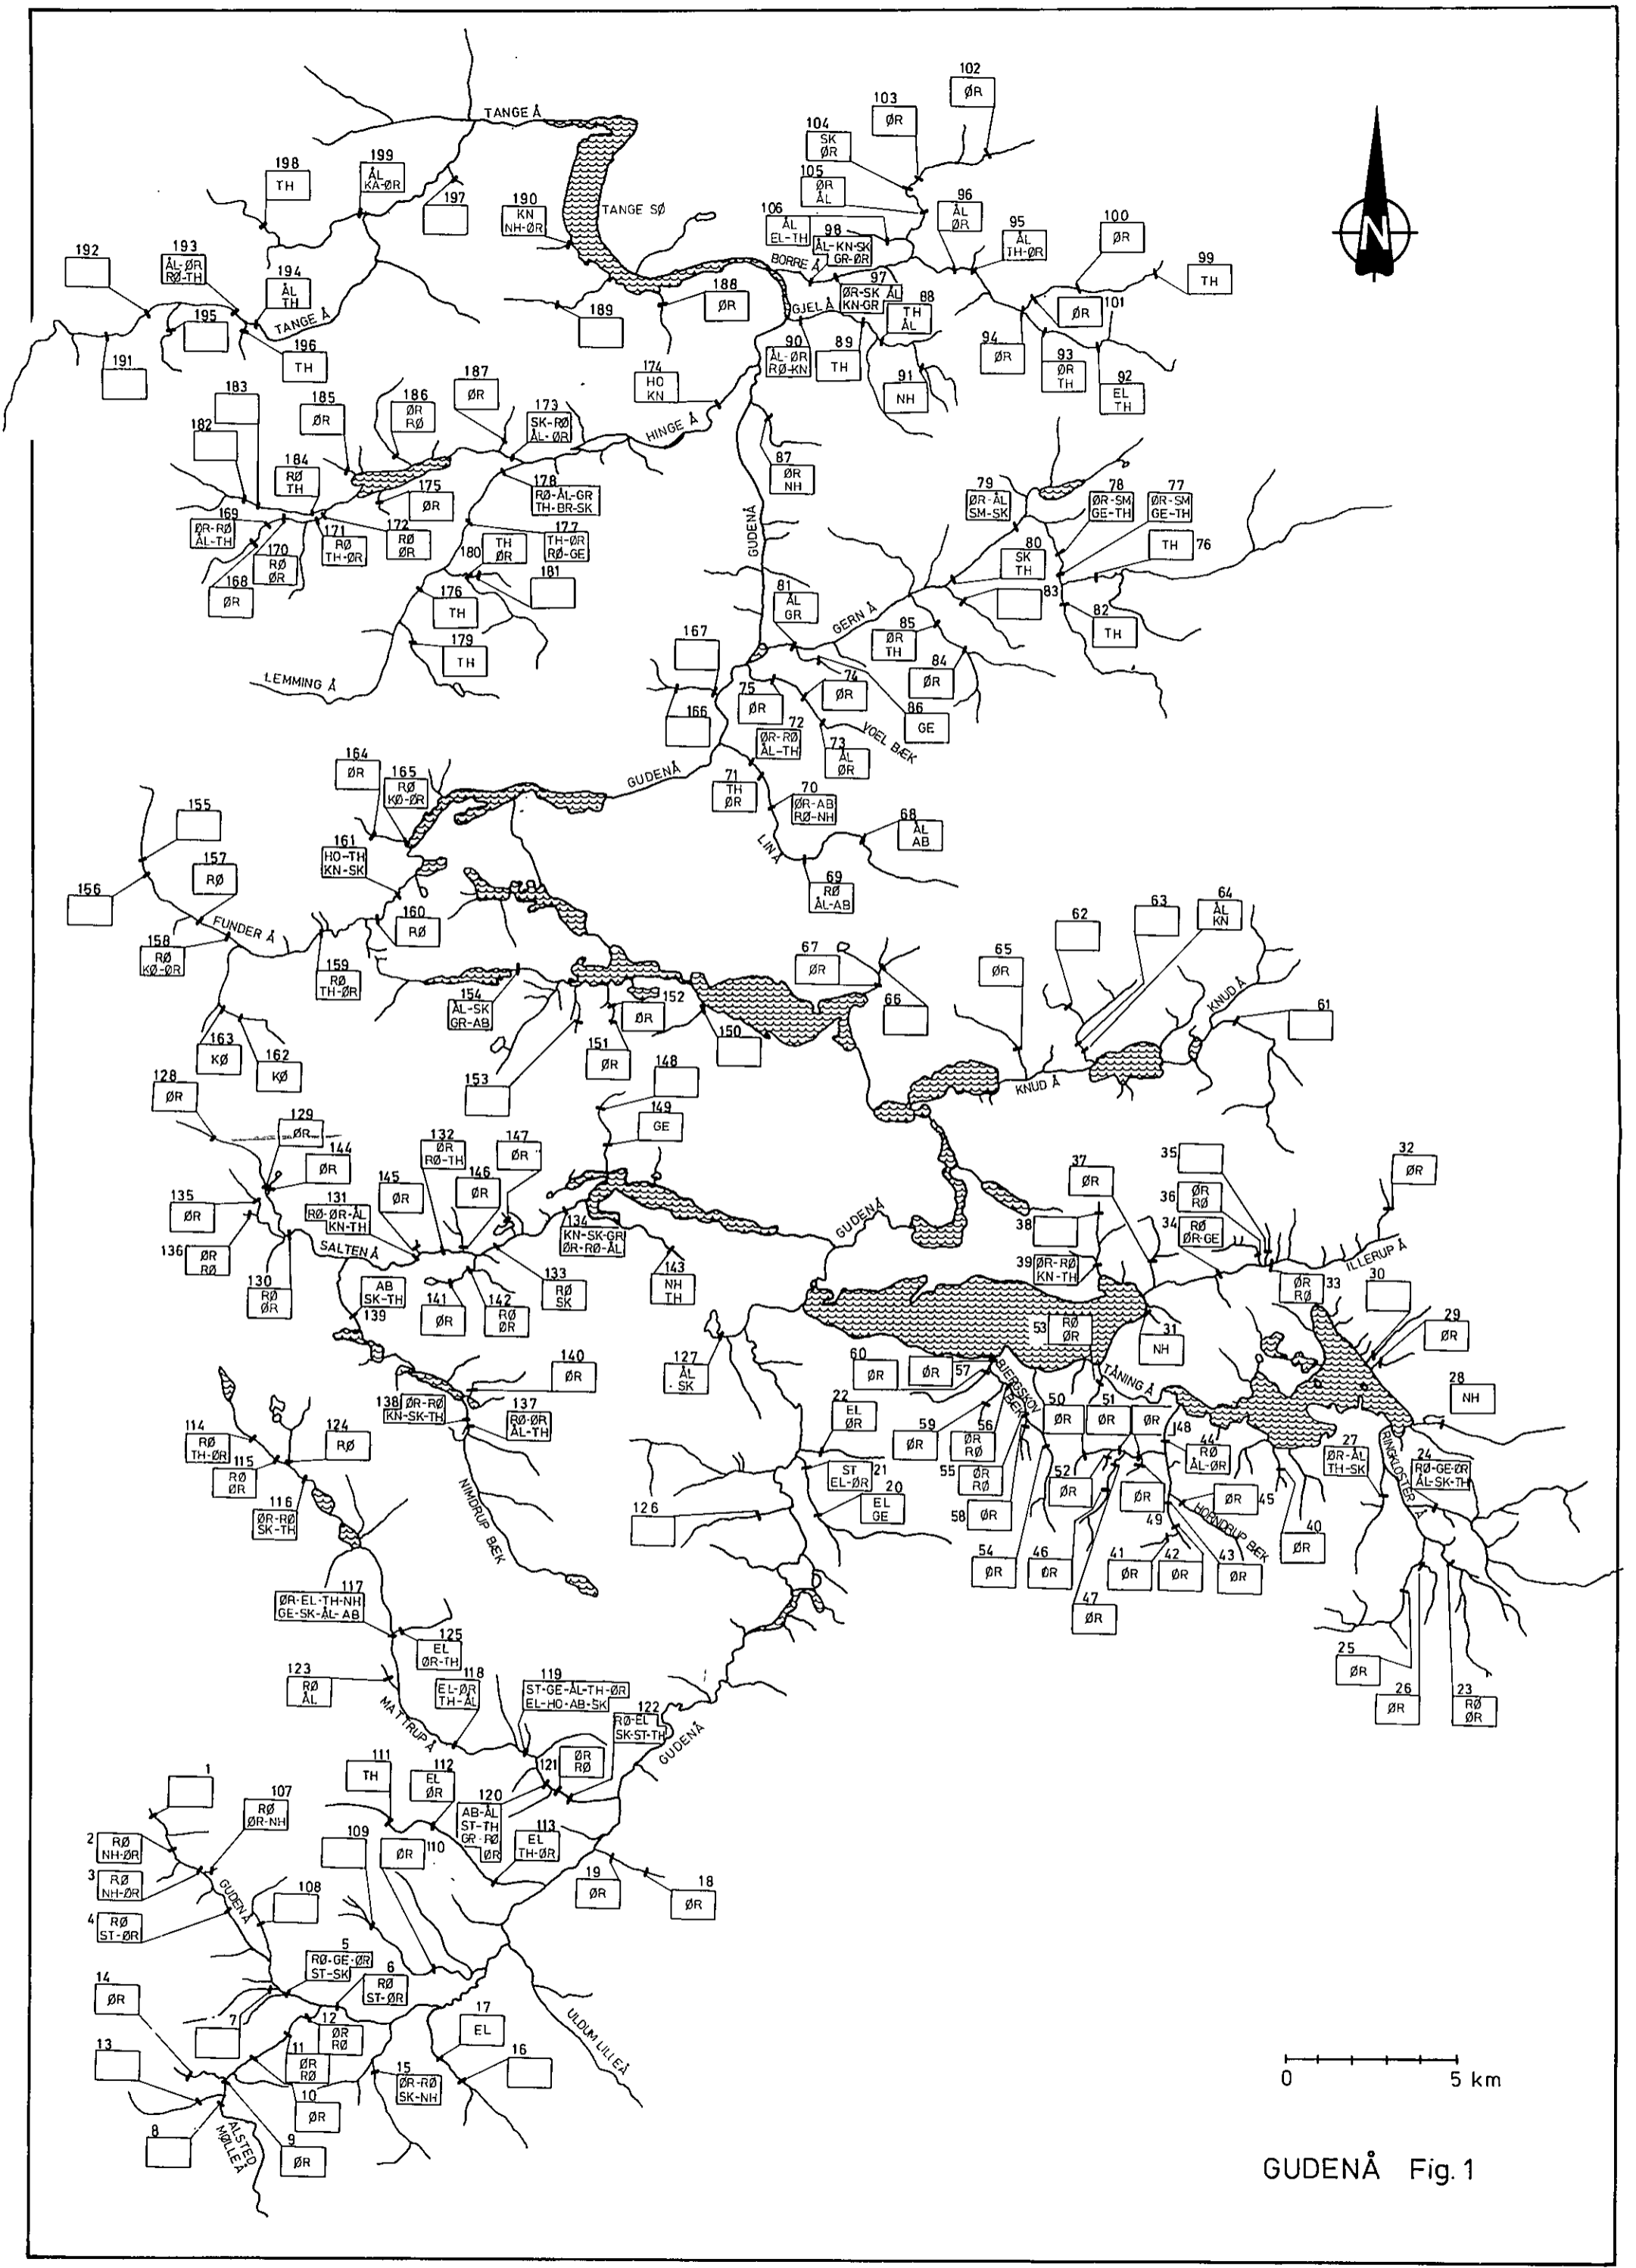 102
ØR
103
ØR
104
SK
ØR
105
ØR
ÅL
TANGE Å
199
ÅL
KA-ØR
198
TH
197
190
KN
NH-ØR
TANGE SØ
106
ÅL
EL-TH
98
ÅL-KN-SK
GR-ØR
96
ÅL
ØR
95
ÅL
TH-ØR
100
ØR
99
TH
N
BORRE Å
192
193
ÅL-ØR
RØ-TH
194
ÅL
TH
195
TANGE Å
196
TH
191
189
188
ØR
GJEL Å
97
ØR-SK ÅL
KN-GR
88
TH
ÅL
101
ØR
94
ØR
93
ØR
TH
92
EL
TH
90
ÅL-ØR
RØ-KN
89
TH
91
NH
174
HO
KN
HINGE Å
187
ØR
186
ØR
RØ
185
ØR
183
182
173
SK-RØ
ÅL-ØR
184
RØ
TH
175
ØR
178
RØ-ÅL-GR
TH-BR-SK
87
ØR
NH
GUDENÅ
169
ØR-RØ
ÅL-TH
170
RØ
ØR
171
RØ
TH-ØR
172
RØ
ØR
168
ØR
180
TH
ØR
177
TH-ØR
RØ-GE
181
176
TH
179
TH
LEMMING Å
79
ØR-ÅL
SM-SK
78
ØR-SM
GE-TH
77
ØR-SM
GE-TH
76
TH
80
SK
TH
83
82
TH
81
ÅL
GR
GERN Å
85
ØR
TH
84
ØR
86
GE
167
166
75
ØR
74
ØR
VOEL BÆK
73
ÅL
ØR
72
ØR-RØ
ÅL-TH
71
TH
ØR
70
ØR-AB
RØ-NH
LINÅ
68
ÅL
AB
69
RØ
ÅL-AB
GUDENÅ
164
ØR
165
RØ
KØ-ØR
161
HO-TH
KN-SK
155
157
RØ
156
FUNDER Å
158
RØ
KØ-ØR
159
RØ
TH-ØR
160
RØ
163
KØ
162
KØ
154
ÅL-SK
GR-AB
153
151
ØR
152
ØR
150
67
ØR
66
65
ØR
62
63
64
ÅL
KN
KNUD Å
61
KNUD Å
148
149
GE
128
ØR
129
ØR
144
ØR
135
ØR
136
ØR
RØ
130
RØ
ØR
131
RØ-ØR-ÅL
KN-TH
SALTEN Å
145
ØR
132
ØR
RØ-TH
146
ØR
147
ØR
134
KN-SK-GR
ØR-RØ-ÅL
133
RØ
SK
143
NH
TH
139
AB
SK-TH
141
ØR
142
RØ
ØR
140
ØR
138
ØR-RØ
KN-SK-TH
137
RØ-ØR
ÅL-TH
NIMDRUP BÆK
GUDENÅ
37
ØR
38
39
ØR-RØ
KN-TH
35
36
ØR
RØ
34
RØ
ØR-GE
32
ØR
ILLERUP Å
33
ØR
RØ
30
29
ØR
28
NH
31
NH
53
RØ
ØR
TÅNING Å
127
ÅL
SK
60
ØR
57
ØR
BJERGSKOV
BÆK
22
EL
ØR
21
ST
EL-ØR
20
EL
GE
126
59
ØR
56
ØR
RØ
55
ØR
RØ
58
ØR
50
ØR
51
ØR
48
ØR
44
RØ
ÅL-ØR
52
ØR
49
ØR
45
ØR
HORNDRUP BÆK
40
ØR
54
ØR
46
ØR
47
ØR
41
ØR
42
ØR
43
ØR
27
ØR-ÅL
TH-SK
RINGKLOSTER Å
24
RØ-GE-ØR
ÅL-SK-TH
25
ØR
26
ØR
23
RØ
ØR
114
RØ
TH-ØR
115
RØ
ØR
124
RØ
116
ØR-RØ
SK-TH
117
ØR-EL-TH-NH
GE-SK-ÅL-AB
125
EL
ØR-TH
123
RØ
ÅL
MATTRUP Å
118
EL-ØR
TH-ÅL
119
ST-GE-ÅL-TH-ØR
EL-HO-AB-SK
122
RØ-EL
SK-ST-TH
GUDENÅ
121
ØR
RØ
111
TH
112
EL
ØR
120
AB-ÅL
ST-TH
GR-RØ
ØR
113
EL
TH-ØR
1
107
RØ
ØR-NH
2
RØ
NH-ØR
3
RØ
NH-ØR
4
RØ
ST-ØR
GUDENÅ
108
109
110
ØR
19
ØR
18
ØR
5
RØ-GE-ØR
ST-SK
6
RØ
ST-ØR
14
ØR
7
12
ØR
RØ
11
ØR
RØ
13
10
ØR
15
ØR-RØ
SK-NH
17
EL
16
ULDUM LILLEÅ
8
ALSTED
MØLLEÅ
9
ØR
0 5 km
GUDENÅ Fig. 1